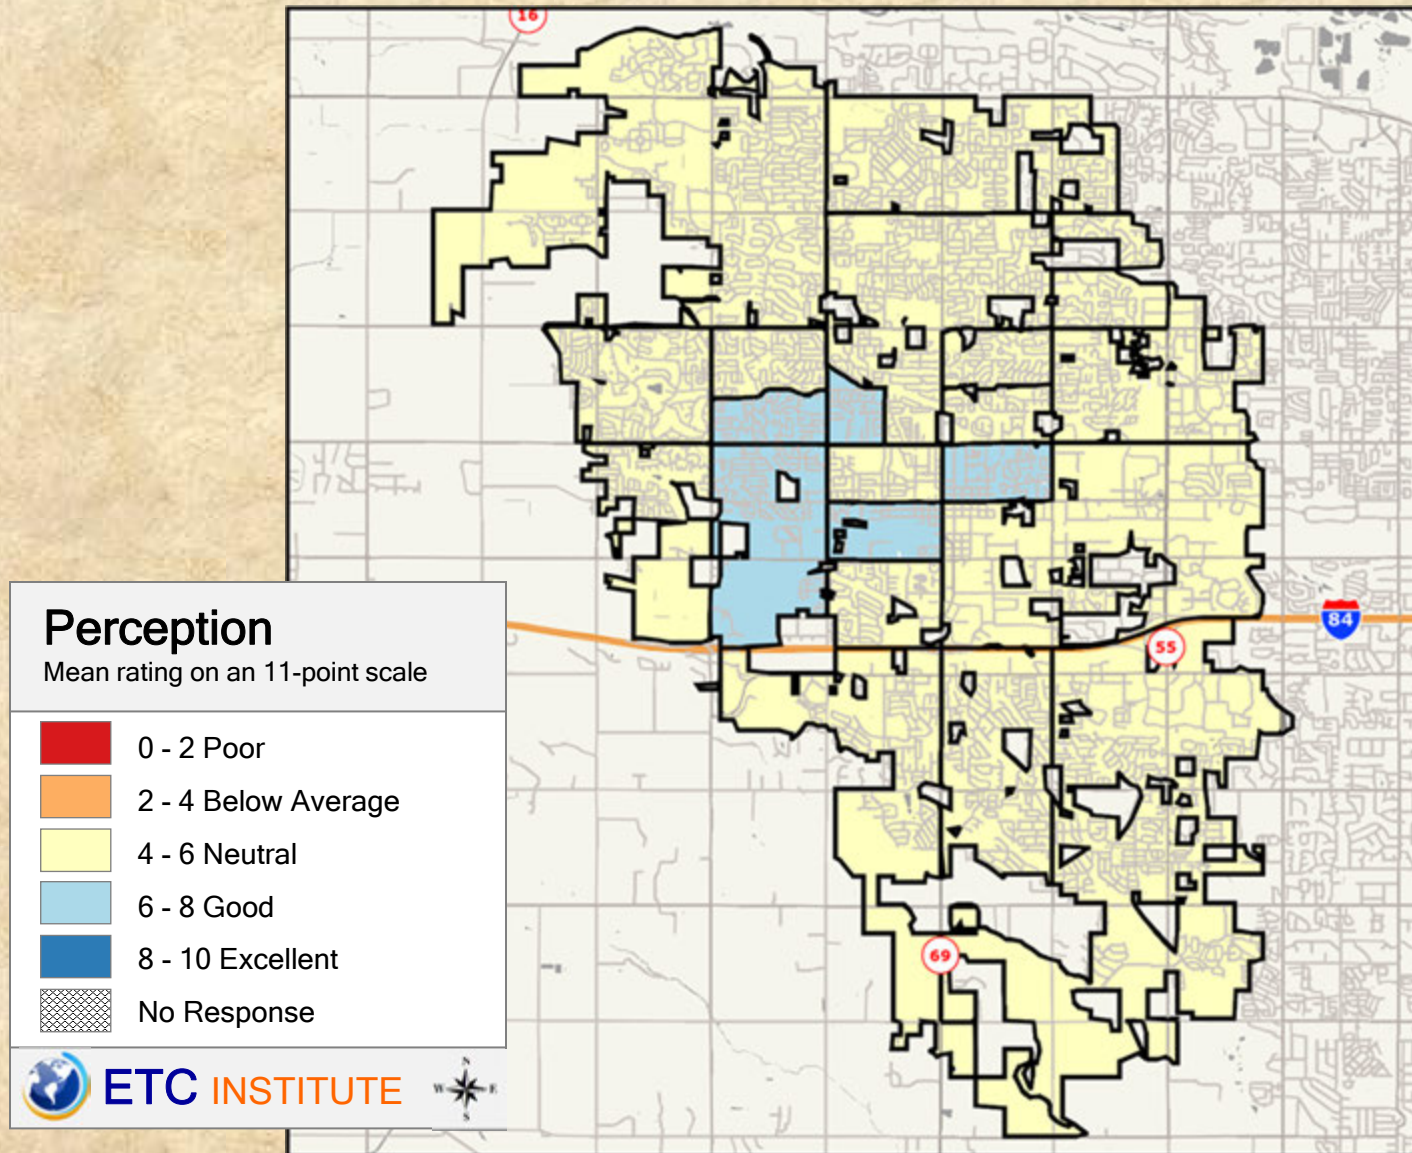 16
84
55
69
Perception
Mean rating on an 11-point scale
0 - 2 Poor
2 - 4 Below Average
4 - 6 Neutral
6 - 8 Good
8 - 10 Excellent
No Response
ETC INSTITUTE
N
W E
S